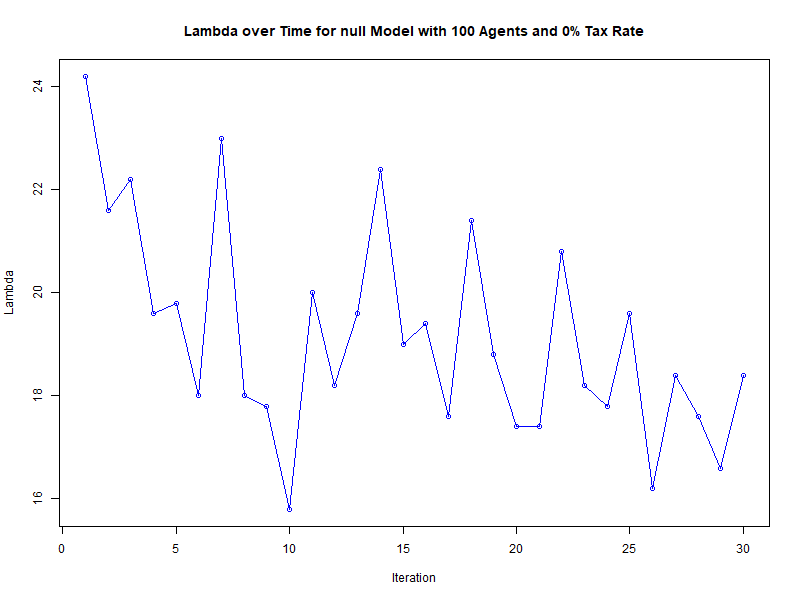 Lambda over Time for null Model with 100 Agents and 0% Tax Rate
24
22
20
18
16
Lambda
0 5 10 15 20 25 30
Iteration